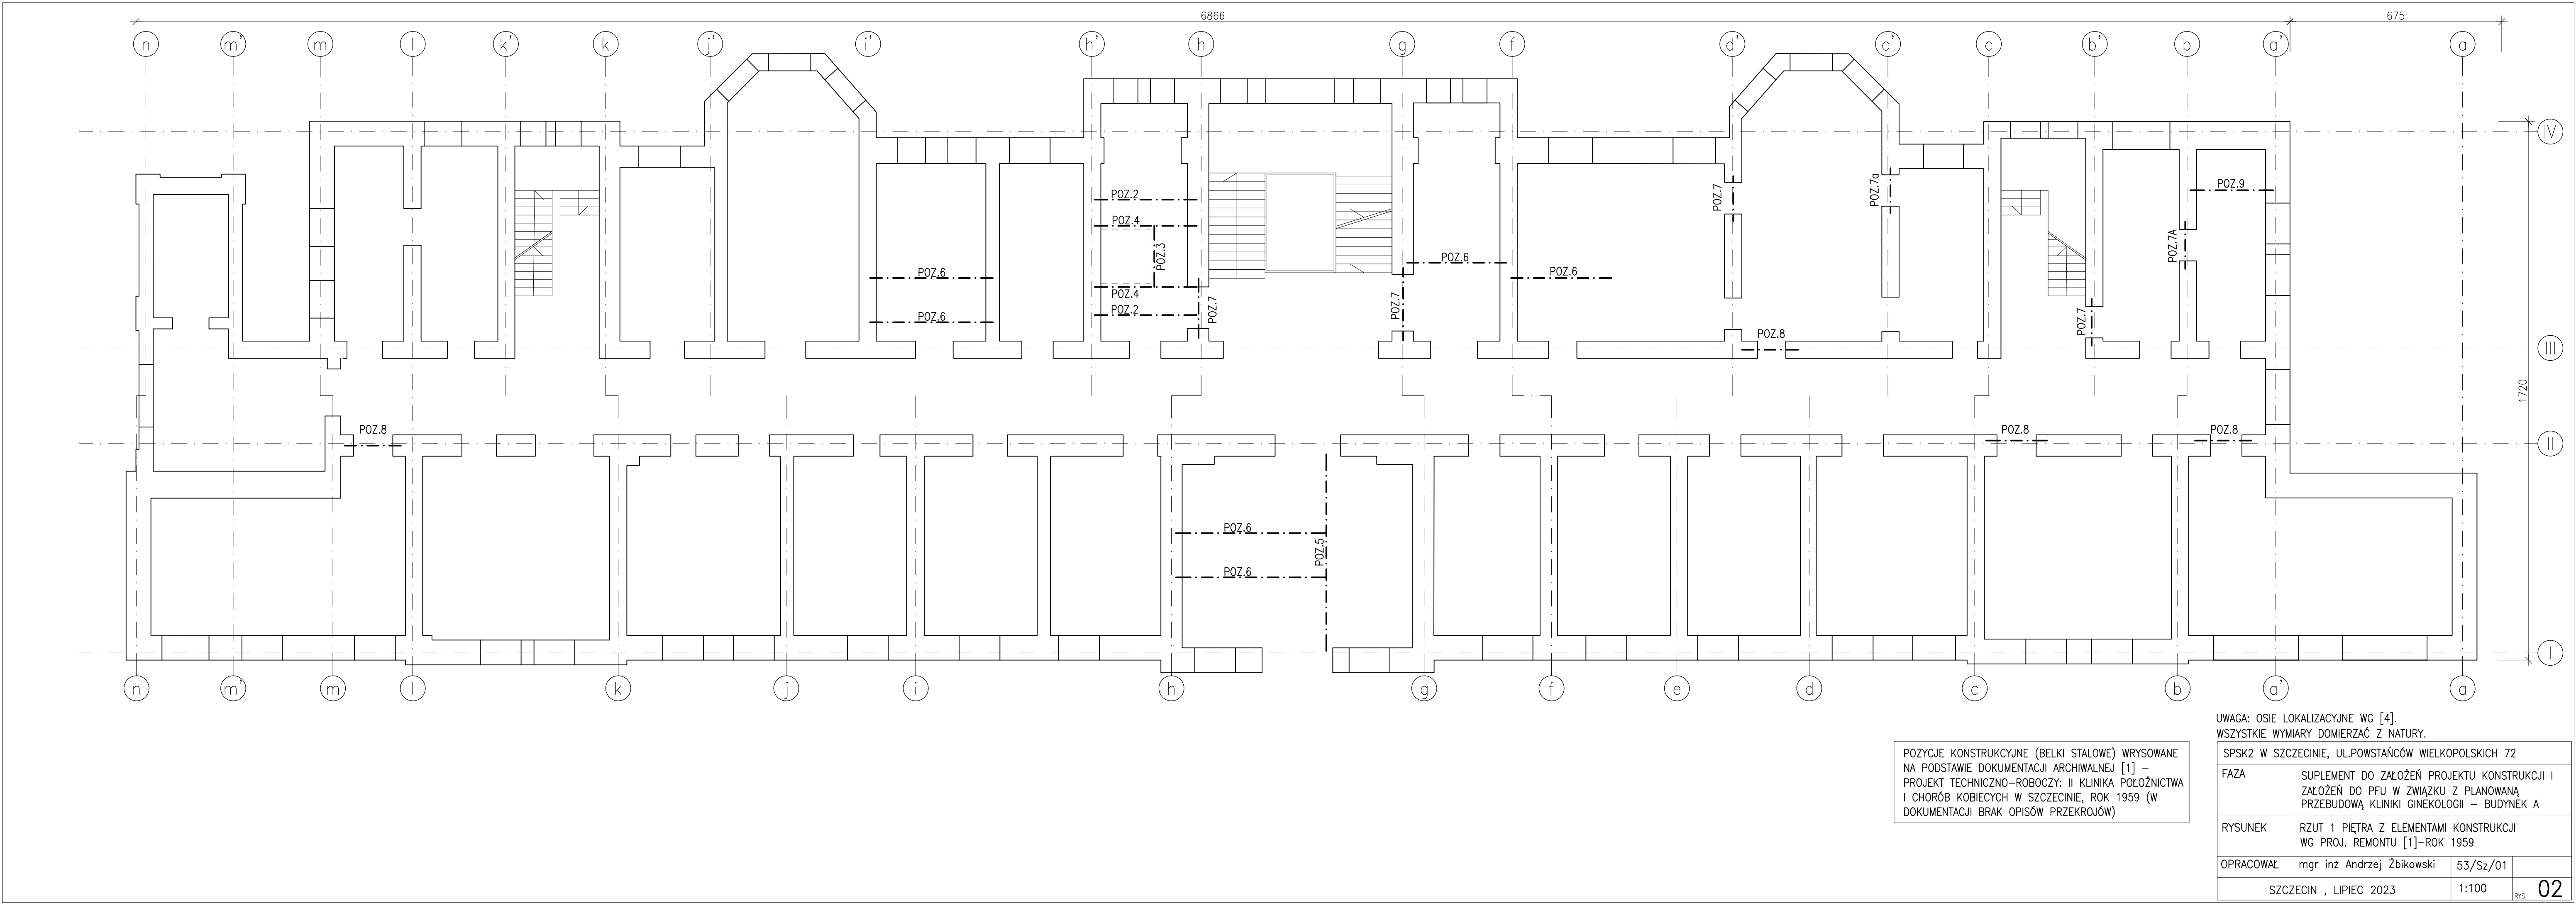 6866
675
n
m'
m
l
k'
k
j'
i'
h'
h
g
f
d'
c'
c
b'
b
a'
a
IV
POZ.2
POZ.4
POZ.3
POZ.4
POZ.2
POZ.7
POZ.6
POZ.6
POZ.7
POZ.6
POZ.6
POZ.7
POZ.7a
POZ.8
POZ.9
POZ.7A
POZ.7
III
1720
POZ.8
POZ.8
POZ.8
II
POZ.6
POZ.5
POZ.6
I
n
m'
m
l
k
j
i
h
g
f
e
d
c
b
a'
a
UWAGA: OSIE LOKALIZACYJNE WG [4].
WSZYSTKIE WYMIARY DOMIERZAĆ Z NATURY.
POZYCJE KONSTRUKCYJNE (BELKI STALOWE) WRYSOWANE
NA PODSTAWIE DOKUMENTACJI ARCHIWALNEJ [1] –
PROJEKT TECHNICZNO–ROBOCZY: II KLINIKA POŁOŻNICTWA
I CHORÓB KOBIECYCH W SZCZECINIE, ROK 1959 (W
DOKUMENTACJI BRAK OPISÓW PRZEKROJÓW)
SPSK2 W SZCZECINIE, UL.POWSTAŃCÓW WIELKOPOLSKICH 72
FAZA
SUPLEMENT DO ZAŁOŻEŃ PROJEKTU KONSTRUKCJI I
ZAŁOŻEŃ DO PFU W ZWIĄZKU Z PLANOWANĄ
PRZEBUDOWĄ KLINIKI GINEKOLOGII – BUDYNEK A
RYSUNEK
RZUT 1 PIĘTRA Z ELEMENTAMI KONSTRUKCJI
WG PROJ. REMONTU [1]–ROK 1959
OPRACOWAŁ mgr inż Andrzej Żbikowski 53/Sz/01
SZCZECIN , LIPIEC 2023 1:100 RYS 02